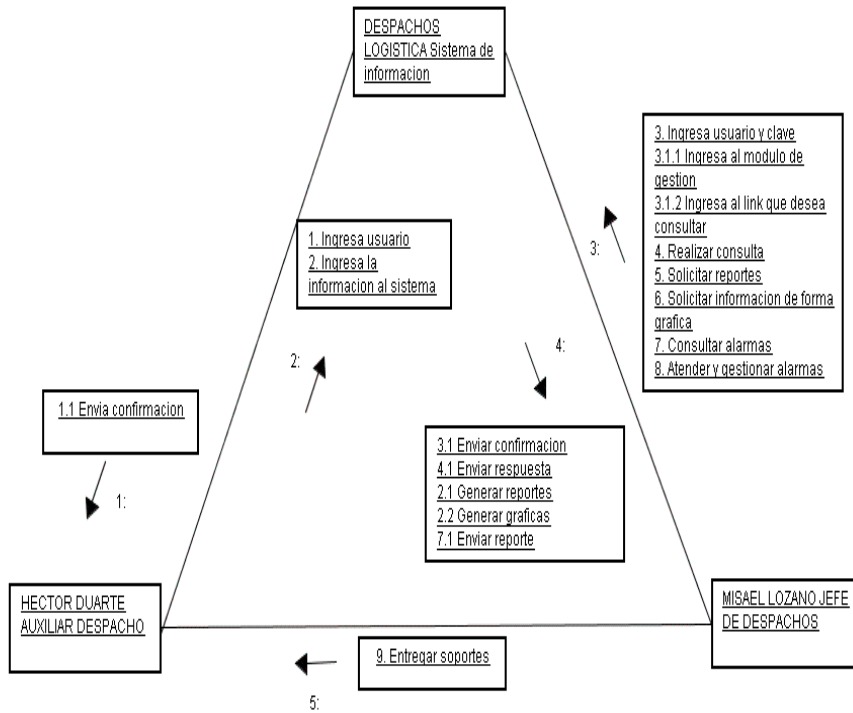 DESPACHOS
LOGISTICA Sistema de
informacion
3. Ingresa usuario y clave
3.1.1 Ingresa al modulo de
gestion
3.1.2 Ingresa al link que desea
consultar
4. Realizar consulta
5. Solicitar reportes
6. Solicitar informacion de forma
grafica
7. Consultar alarmas
8. Atender y gestionar alarmas
3:
1. Ingresa usuario
2. Ingresa la
informacion al sistema
2:
4:
1.1 Envia confirmacion
1:
3.1 Enviar confirmacion
4.1 Enviar respuesta
2.1 Generar reportes
2.2 Generar graficas
7.1 Enviar reporte
HECTOR DUARTE
AUXILIAR DESPACHO
MISAEL LOZANO JEFE
DE DESPACHOS
9. Entregar soportes
5: